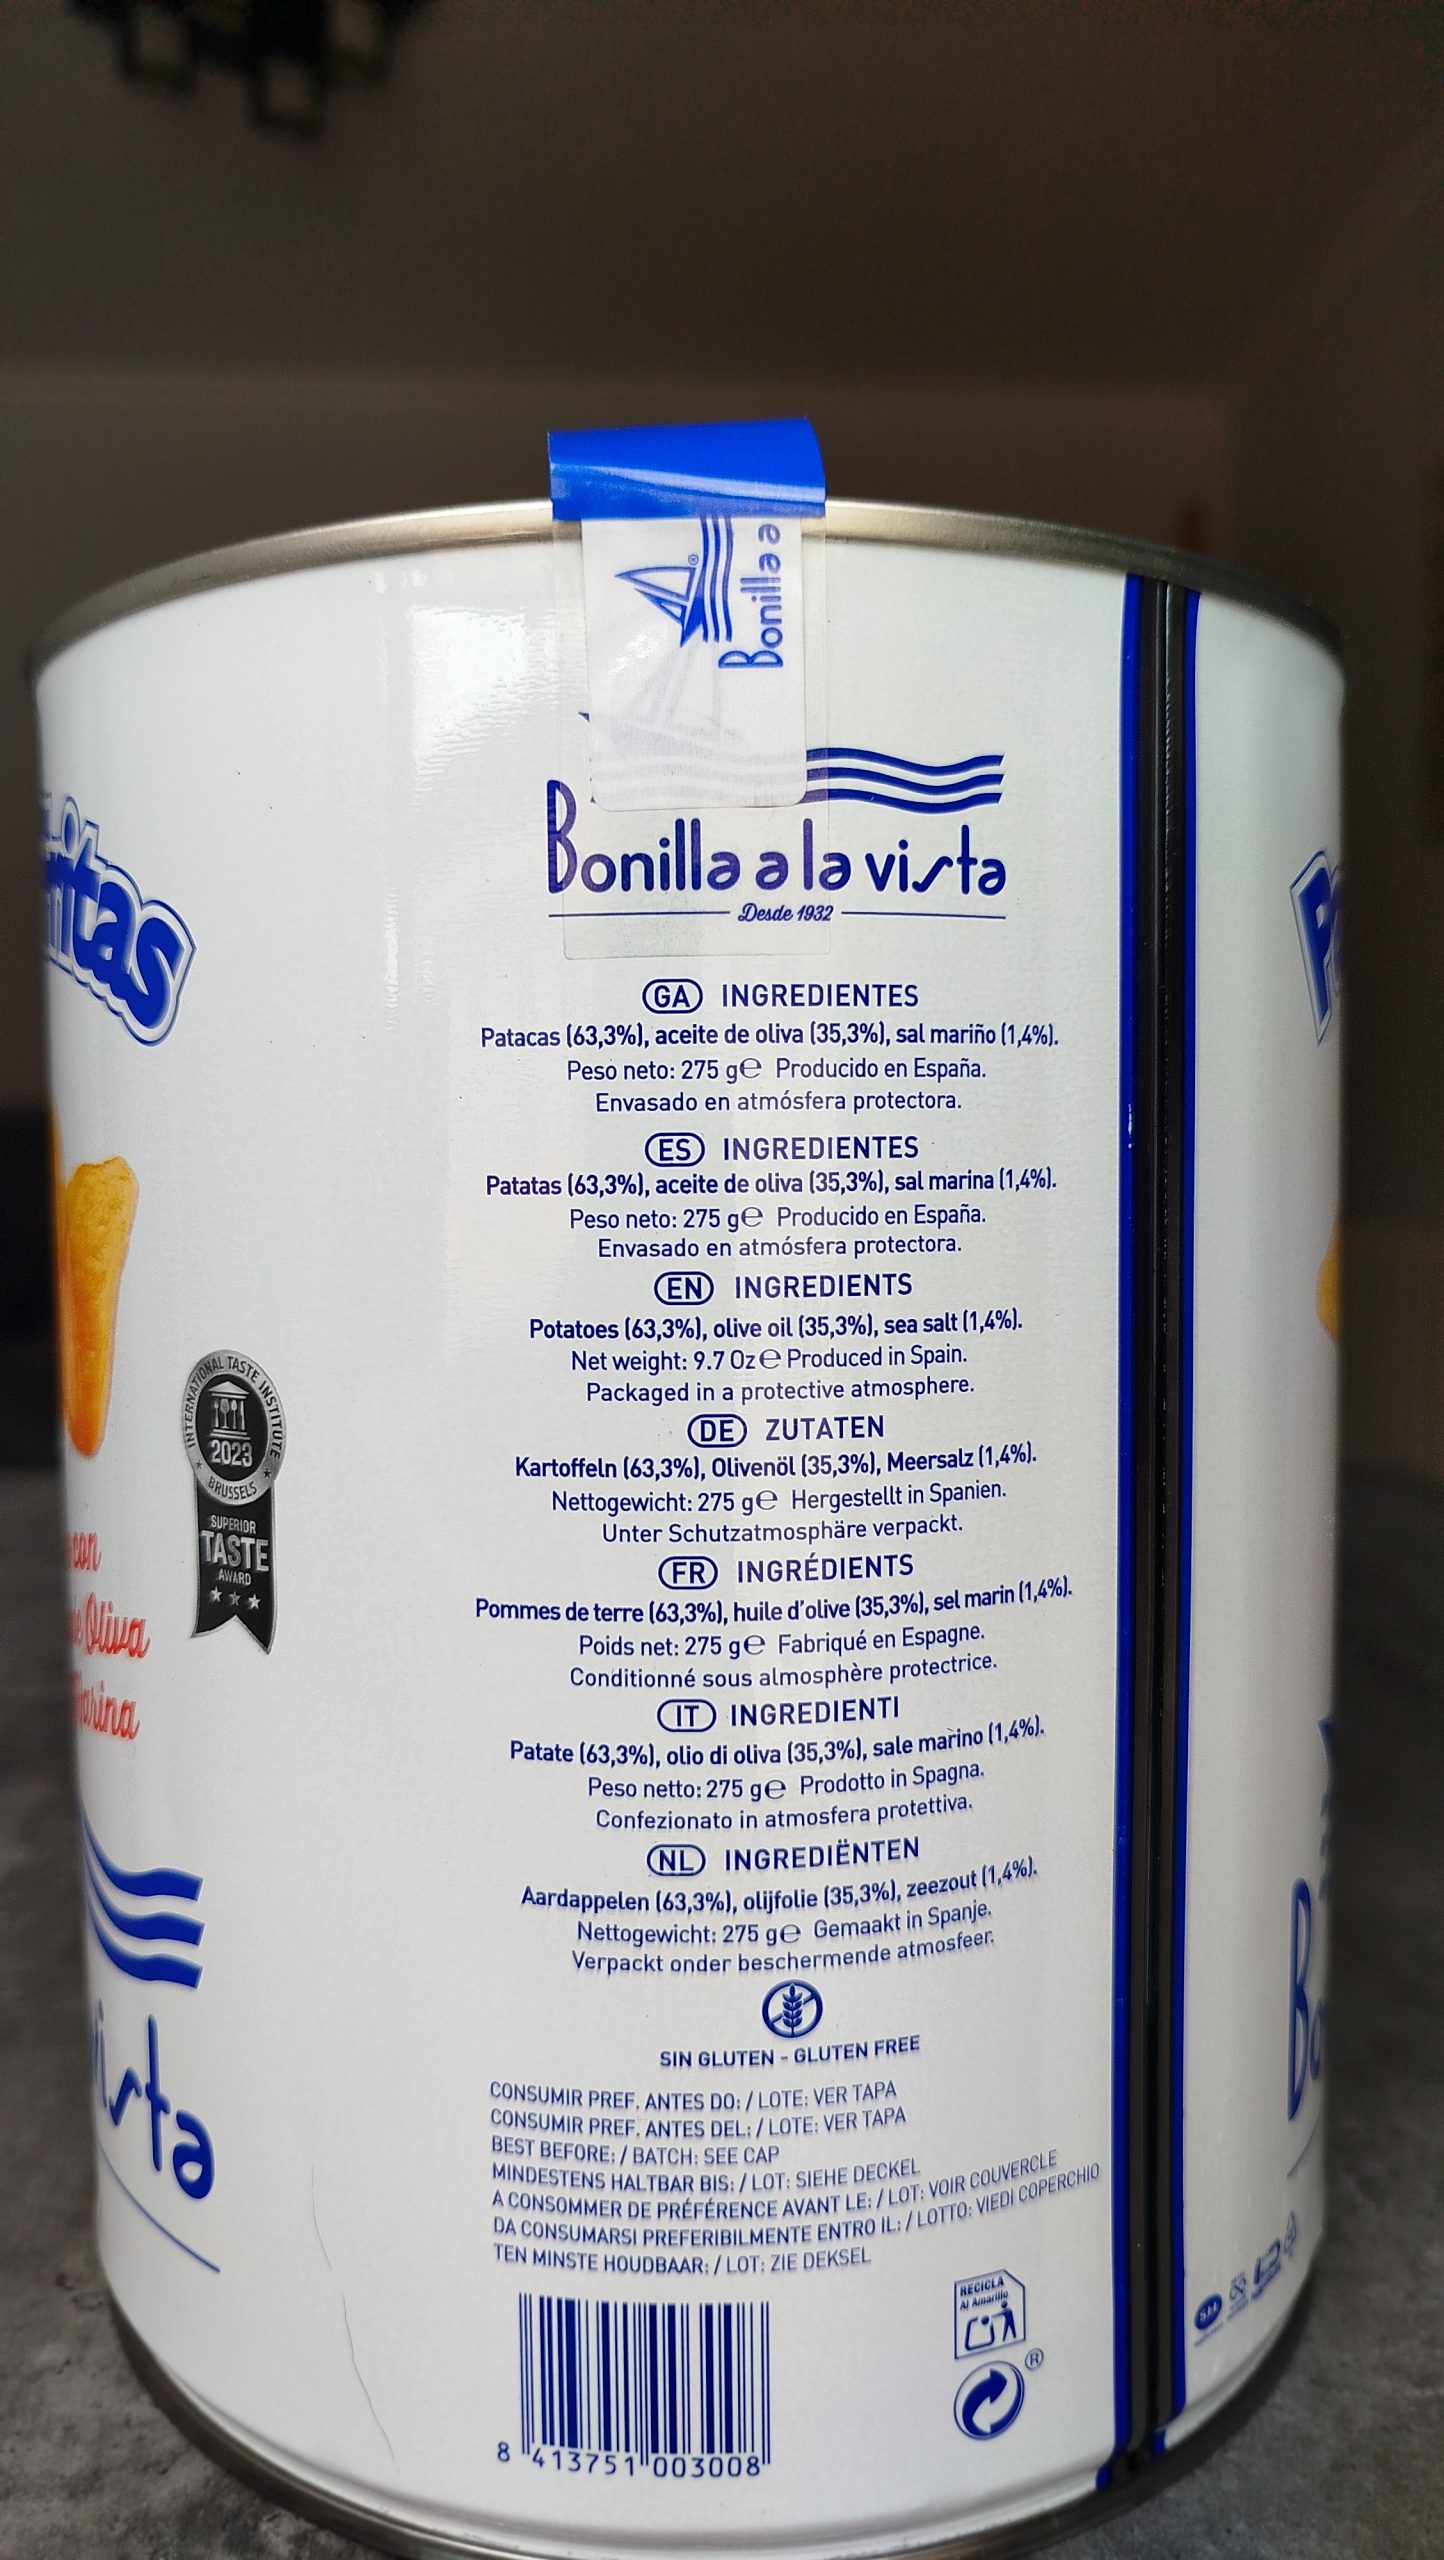 Bonilla a
Bonilla a la vista
Desde 1932
GA INGREDIENTES
Patacas (63,3%), aceite de oliva (35,3%), sal mariño (1,4%).
Peso neto: 275 g℮ Producido en España.
Envasado en atmósfera protectora.
ES INGREDIENTES
Patatas (63,3%), aceite de oliva (35,3%), sal marina (1,4%).
Peso neto: 275 g℮ Producido en España.
Envasado en atmósfera protectora.
EN INGREDIENTS
Potatoes (63,3%), olive oil (35,3%), sea salt (1,4%).
Net weight: 9.7 Oz℮ Produced in Spain.
Packaged in a protective atmosphere.
DE ZUTATEN
Kartoffeln (63,3%), Olivenöl (35,3%), Meersalz (1,4%).
Nettogewicht: 275 g℮ Hergestellt in Spanien.
Unter Schutzatmosphäre verpackt.
FR INGRÉDIENTS
Pommes de terre (63,3%), huile d'olive (35,3%), sel marin (1,4%).
Poids net: 275 g℮ Fabriqué en Espagne.
Conditionné sous almosphère protectrice.
IT INGREDIENTI
Patate (63,3%), olio di oliva (35,3%), sale marino (1,4%).
Peso netto: 275 g℮ Prodotto in Spagna.
Confezionato in atmosfera protettiva.
NL INGREDIËNTEN
Aardappelen (63,3%), olijfolie (35,3%), zeezout (1,4%).
Nettogewicht: 275 g℮ Gemaakt in Spanje.
Verpackt onder beschermende atmosfeer.
SIN GLUTEN - GLUTEN FREE
CONSUMIR PREF. ANTES DO: / LOTE: VER TAPA
CONSUMIR PREF. ANTES DEL: / LOTE: VER TAPA
BEST BEFORE: / BATCH: SEE CAP
MINDESTENS HALTBAR BIS: / LOT: SIEHE DECKEL
A CONSOMMER DE PRÉFÉRENCE AVANT LE: / LOT: VOIR COUVERCLE
DA CONSUMARSI PREFERIBILMENTE ENTRO IL: / LOTTO: VIEDI COPERCHIO
TEN MINSTE HOUDBAAR: / LOT: ZIE DEKSEL
8 413751 003008
RECICLA
Al Amarillo
®
INTERNATIONAL TASTE INSTITUTE
2023
BRUSSELS
SUPERIOR
TASTE
AWARD
con
Oliva